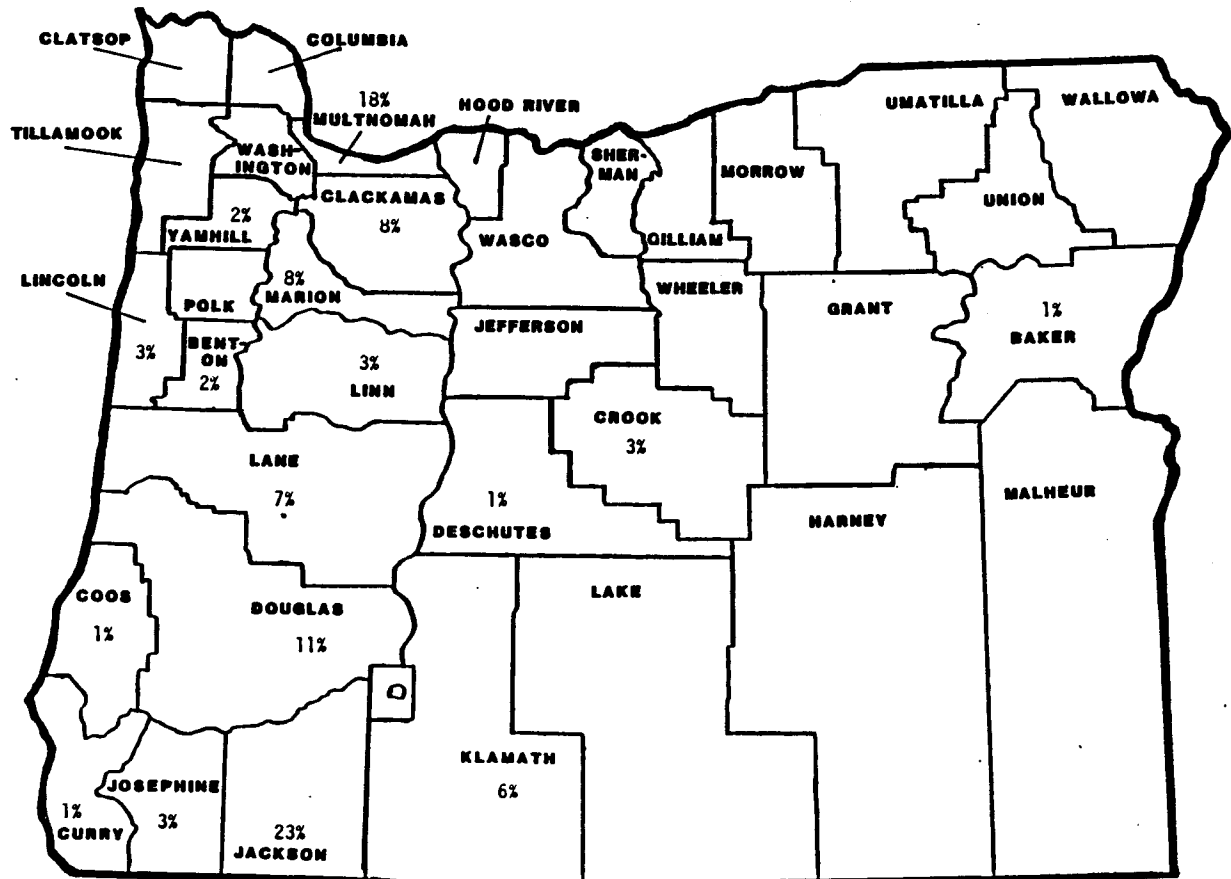 CLATSOP
COLUMBIA
18%
MULTNOMAH
HOOD RIVER
UMATILLA
WALLOWA
TILLAMOOK
WASH-
INGTON
SHER-
MAN
MORROW
CLACKAMAS
8%
UNION
2%
YAMHILL
WASCO
GILLIAM
LINCOLN
8%
MARION
POLK
WHEELER
GRANT
1%
BAKER
JEFFERSON
3%
BENT-
ON
2%
3%
LINN
CROOK
3%
LANE
7%
1%
DESCHUTES
HARNEY
MALHEUR
COOS
1%
DOUGLAS
11%
LAKE
KLAMATH
6%
JOSEPHINE
3%
1%
CURRY
23%
JACKSON